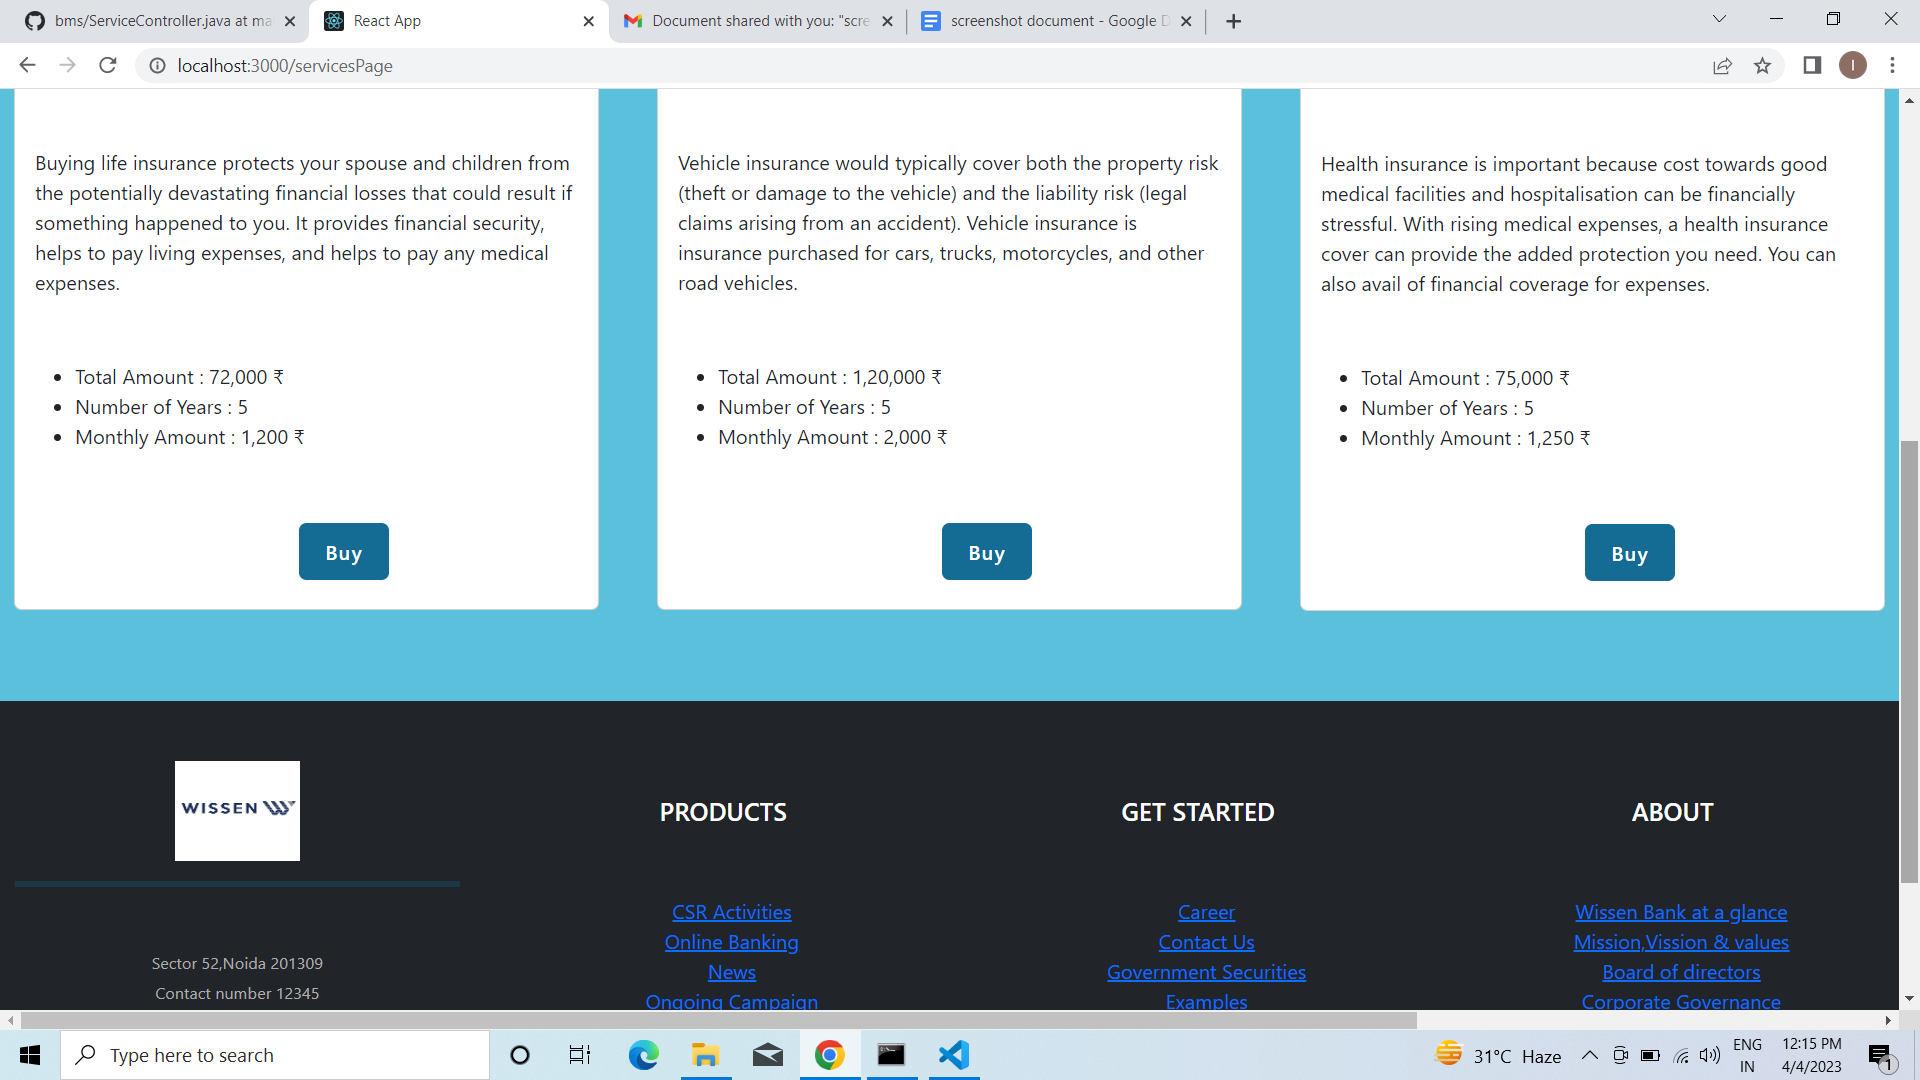 bms/ServiceController.java at ma
React App
Document shared with you: "scre
screenshot document - Google D
localhost:3000/servicesPage
I
Buying life insurance protects your spouse and children from
the potentially devastating financial losses that could result if
something happened to you. It provides financial security,
helps to pay living expenses, and helps to pay any medical
expenses.
Total Amount : 72,000 ₹
Number of Years : 5
Monthly Amount : 1,200 ₹
Buy
Vehicle insurance would typically cover both the property risk
(theft or damage to the vehicle) and the liability risk (legal
claims arising from an accident). Vehicle insurance is
insurance purchased for cars, trucks, motorcycles, and other
road vehicles.
Total Amount : 1,20,000 ₹
Number of Years : 5
Monthly Amount : 2,000 ₹
Buy
Health insurance is important because cost towards good
medical facilities and hospitalisation can be financially
stressful. With rising medical expenses, a health insurance
cover can provide the added protection you need. You can
also avail of financial coverage for expenses.
Total Amount : 75,000 ₹
Number of Years : 5
Monthly Amount : 1,250 ₹
Buy
WISSEN
Sector 52,Noida 201309
Contact number 12345
PRODUCTS
CSR Activities
Online Banking
News
Ongoing Campaign
GET STARTED
Career
Contact Us
Government Securities
Examples
ABOUT
Wissen Bank at a glance
Mission,Vission & values
Board of directors
Corporate Governance
Type here to search
31°C Haze
ENG
IN
12:15 PM
4/4/2023
1